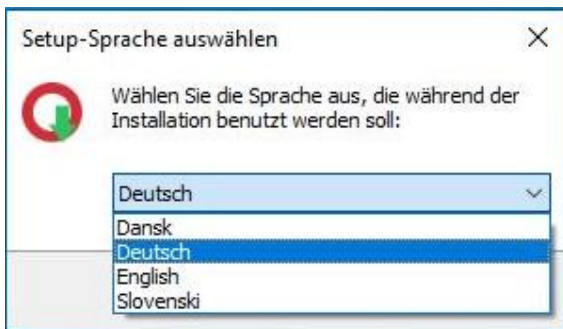 Setup-Sprache auswählen
Wählen Sie die Sprache aus, die während der
Installation benutzt werden soll:
Deutsch
Dansk
Deutsch
English
Slovenski